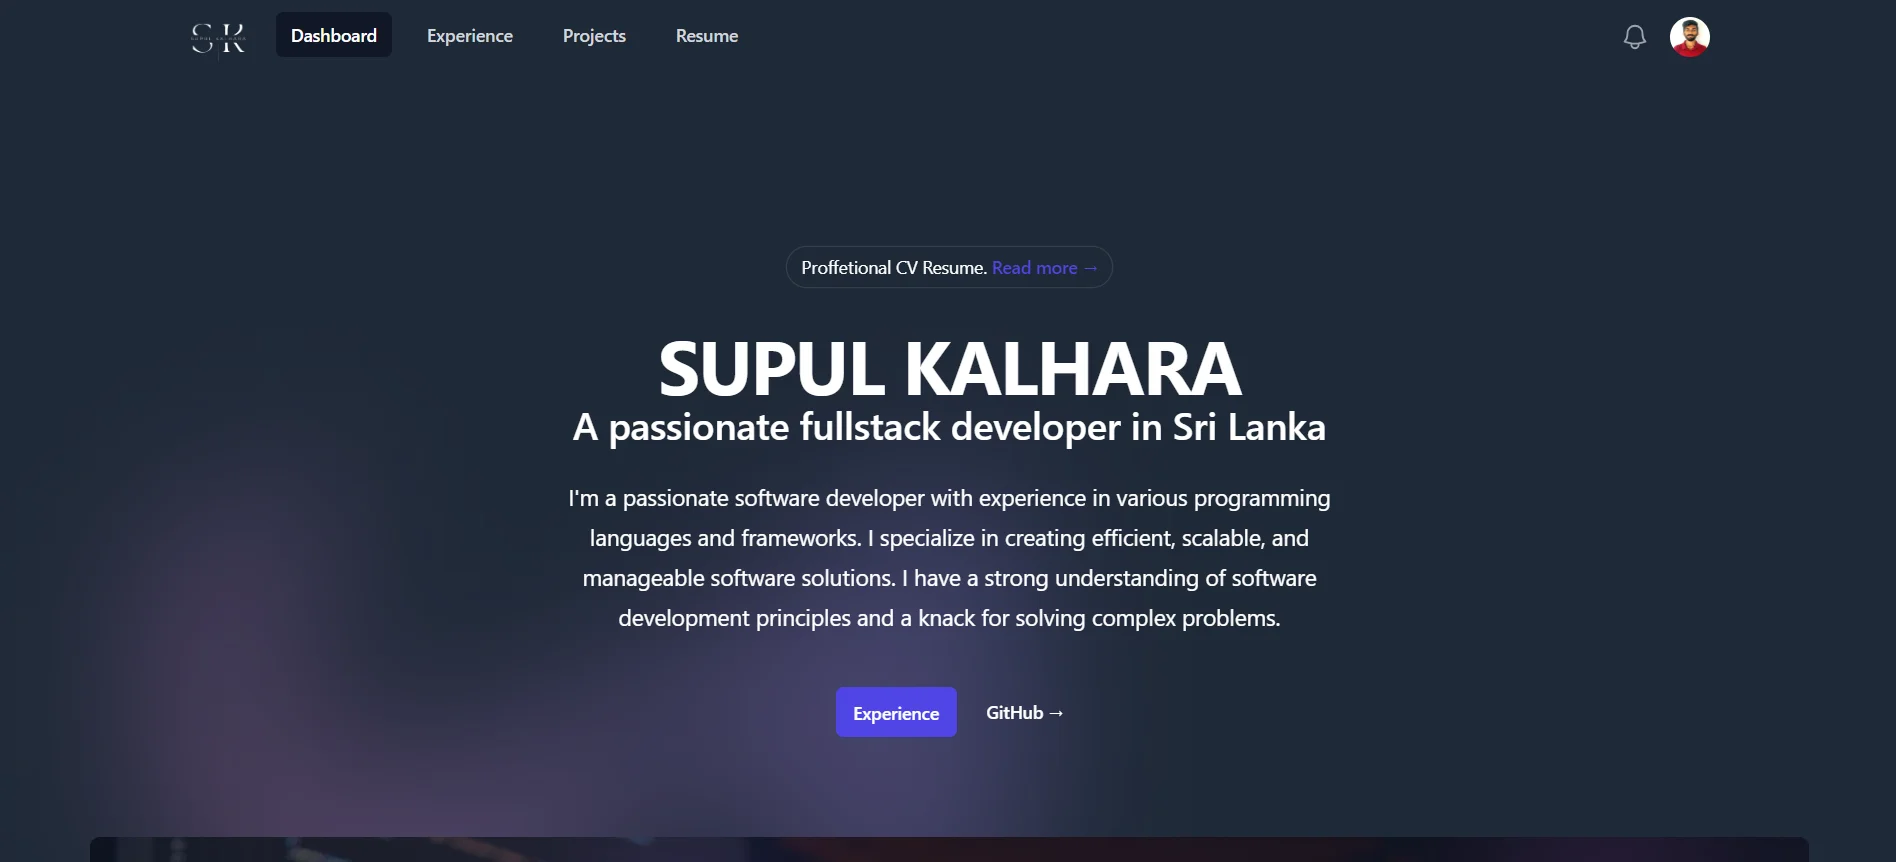 SR
Dashboard
Experience
Projects
Resume
Proffetional CV Resume. Read more →
SUPUL KALHARA
A passionate fullstack developer in Sri Lanka
I'm a passionate software developer with experience in various programming
languages and frameworks. I specialize in creating efficient, scalable, and
manageable software solutions. I have a strong understanding of software
development principles and a knack for solving complex problems.
Experience
GitHub →